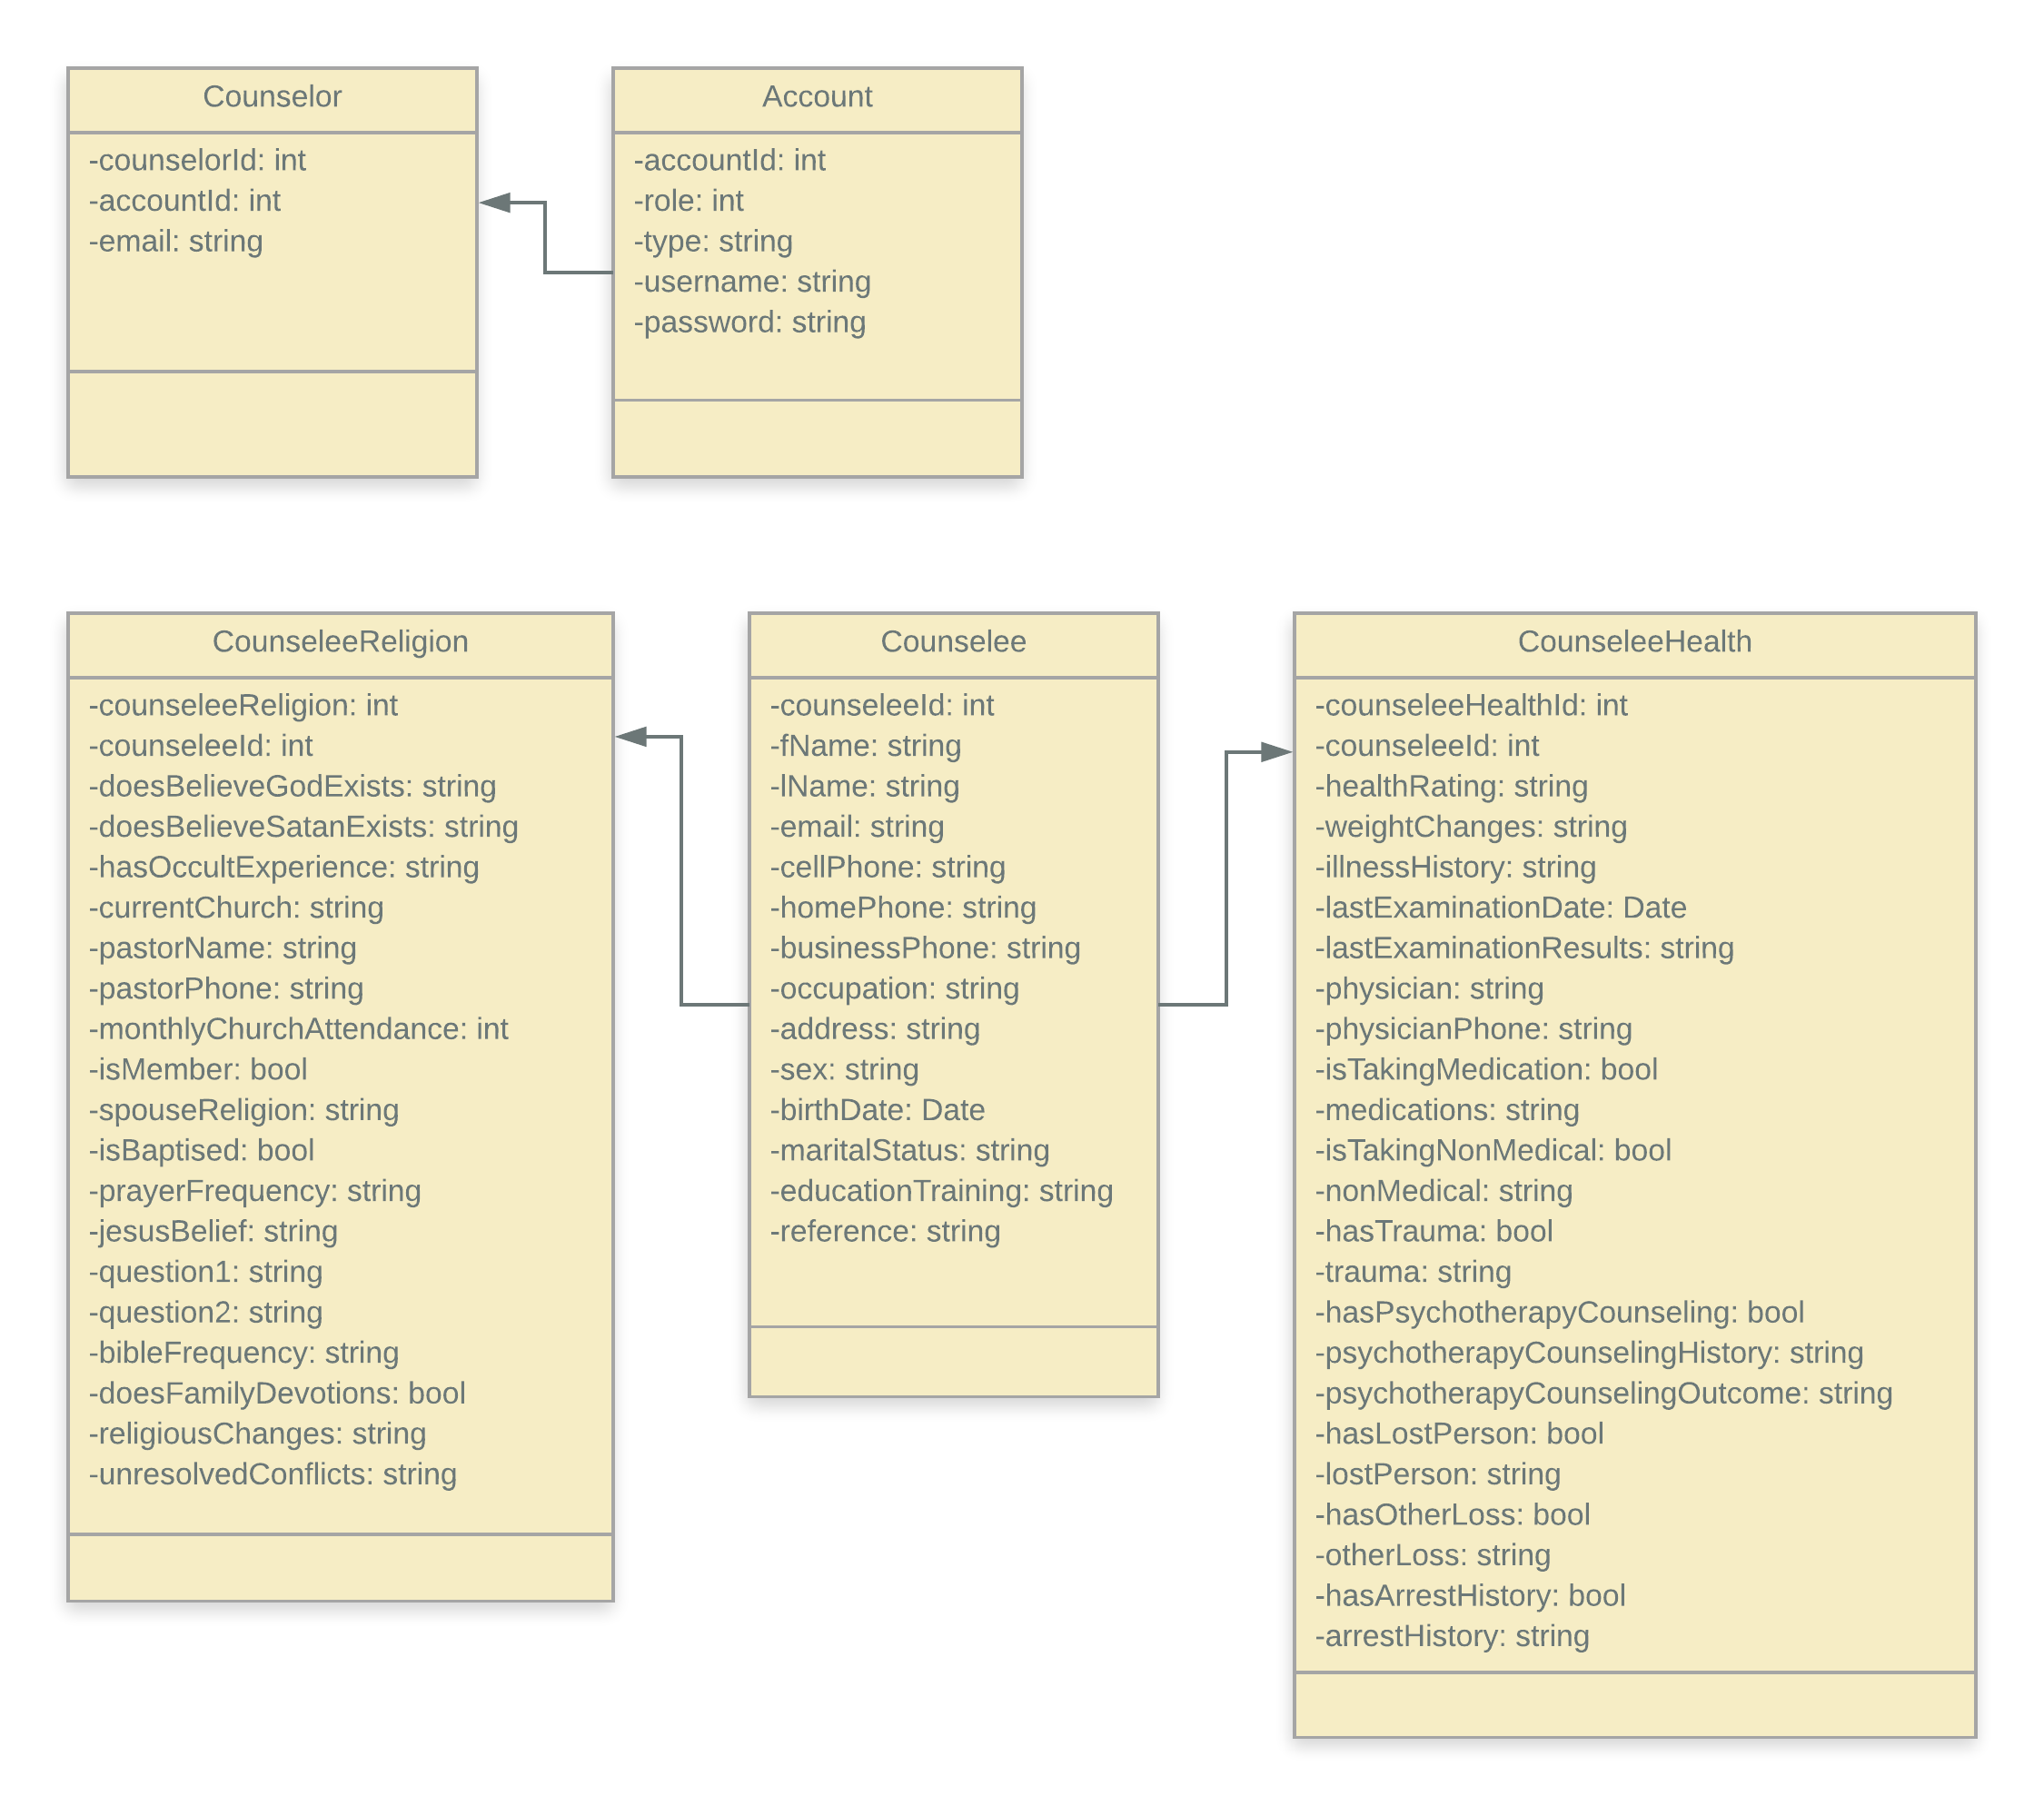 Counselor
-counselorId: int
-accountId: int
-email: string
Account
-accountId: int
-role: int
-type: string
-username: string
-password: string
CounseleeReligion
-counseleeReligion: int
-counseleeId: int
-doesBelieveGodExists: string
-doesBelieveSatanExists: string
-hasOccultExperience: string
-currentChurch: string
-pastorName: string
-pastorPhone: string
-monthlyChurchAttendance: int
-isMember: bool
-spouseReligion: string
-isBaptised: bool
-prayerFrequency: string
-jesusBelief: string
-question1: string
-question2: string
-bibleFrequency: string
-doesFamilyDevotions: bool
-religiousChanges: string
-unresolvedConflicts: string
Counselee
-counseleeId: int
-fName: string
-lName: string
-email: string
-cellPhone: string
-homePhone: string
-businessPhone: string
-occupation: string
-address: string
-sex: string
-birthDate: Date
-maritalStatus: string
-educationTraining: string
-reference: string
CounseleeHealth
-counseleeHealthId: int
-counseleeId: int
-healthRating: string
-weightChanges: string
-illnessHistory: string
-lastExaminationDate: Date
-lastExaminationResults: string
-physician: string
-physicianPhone: string
-isTakingMedication: bool
-medications: string
-isTakingNonMedical: bool
-nonMedical: string
-hasTrauma: bool
-trauma: string
-hasPsychotherapyCounseling: bool
-psychotherapyCounselingHistory: string
-psychotherapyCounselingOutcome: string
-hasLostPerson: bool
-lostPerson: string
-hasOtherLoss: bool
-otherLoss: string
-hasArrestHistory: bool
-arrestHistory: string